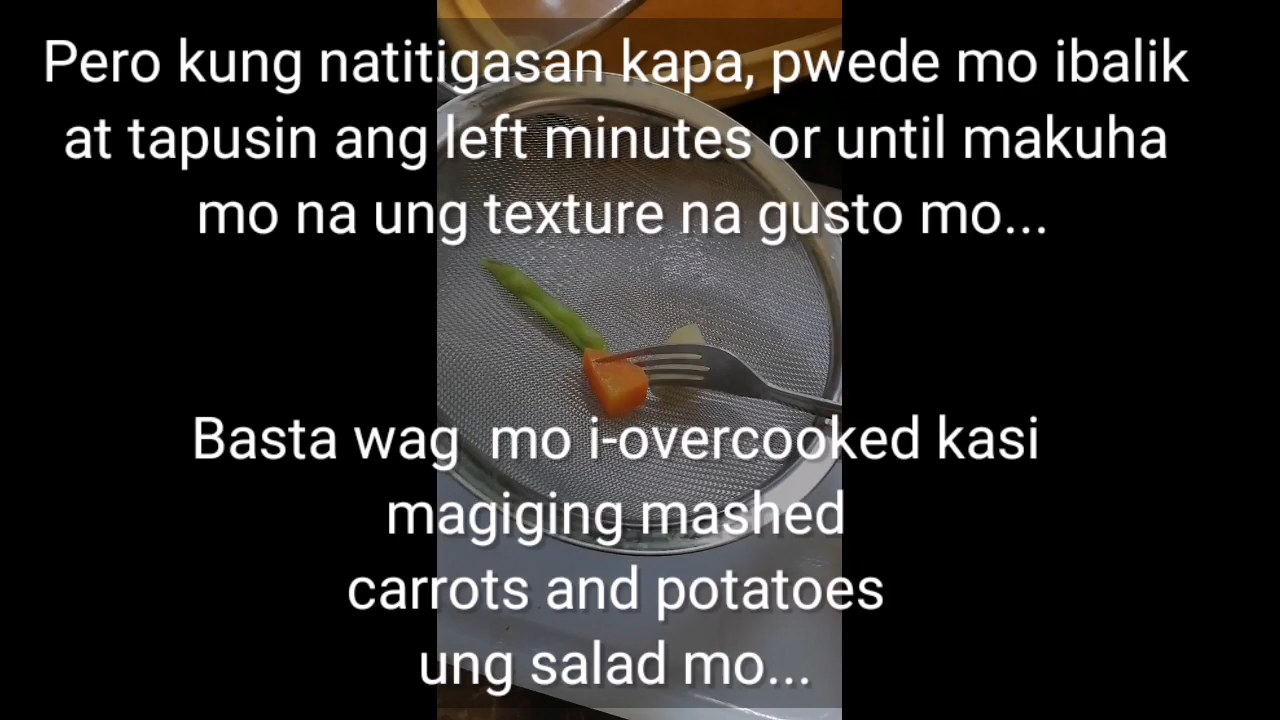 Pero kung natitigasan kapa, pwede mo ibalik
at tapusin ang left minutes or until makuha
mo na ung texture na gusto mo...
Basta wag  mo i-overcooked kasi
magiging mashed
carrots and potatoes
ung salad mo...